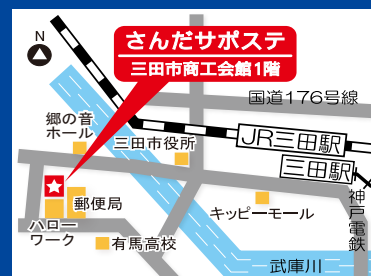 さんだサポステ
三田市商工会館1階
N
国道176号線
郷の音
ホール
三田市役所
JR三田駅
三田駅
郵便局
ハロー
ワーク
有馬高校
キッピーモール
神戸電鉄
武庫川